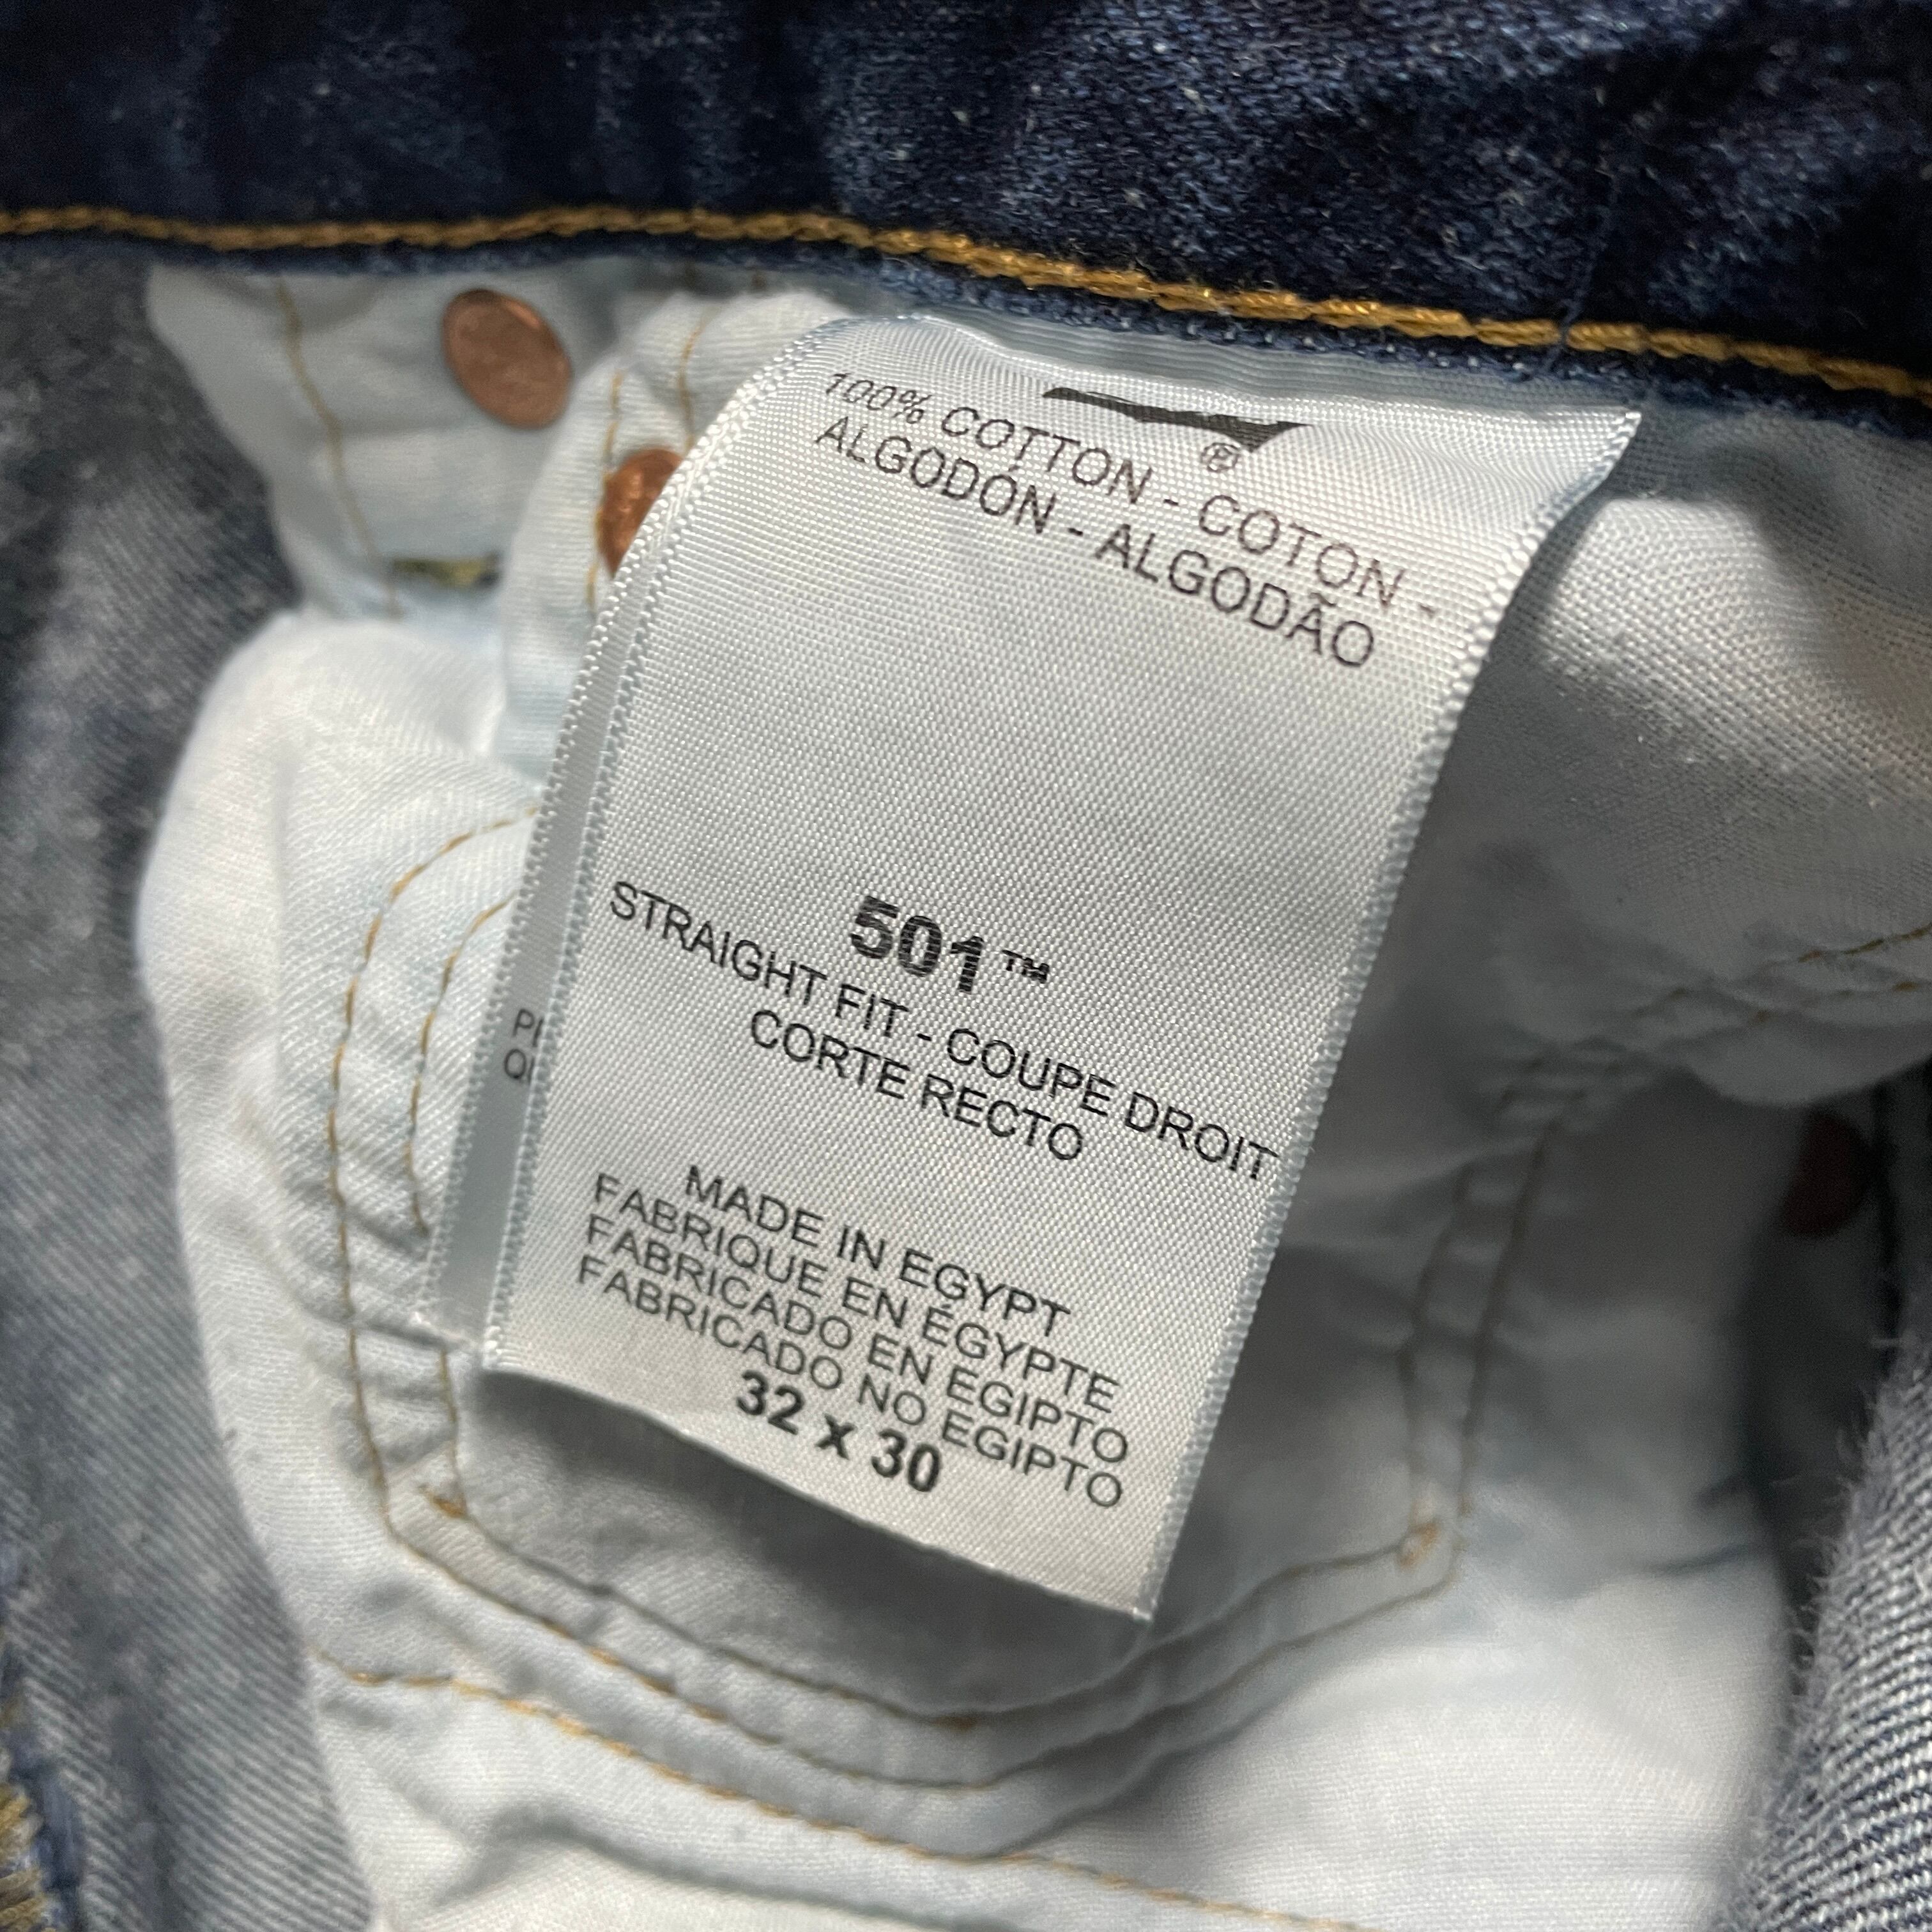 ®
100% COTTON - COTON -
ALGODÓN - ALGODÃO
501™
STRAIGHT FIT - COUPE DROIT
CORTE RECTO
MADE IN EGYPT
FABRIQUE EN ÉGYPTE
FABRICADO EN EGIPTO
FABRICADO NO EGIPTO
32 x 30